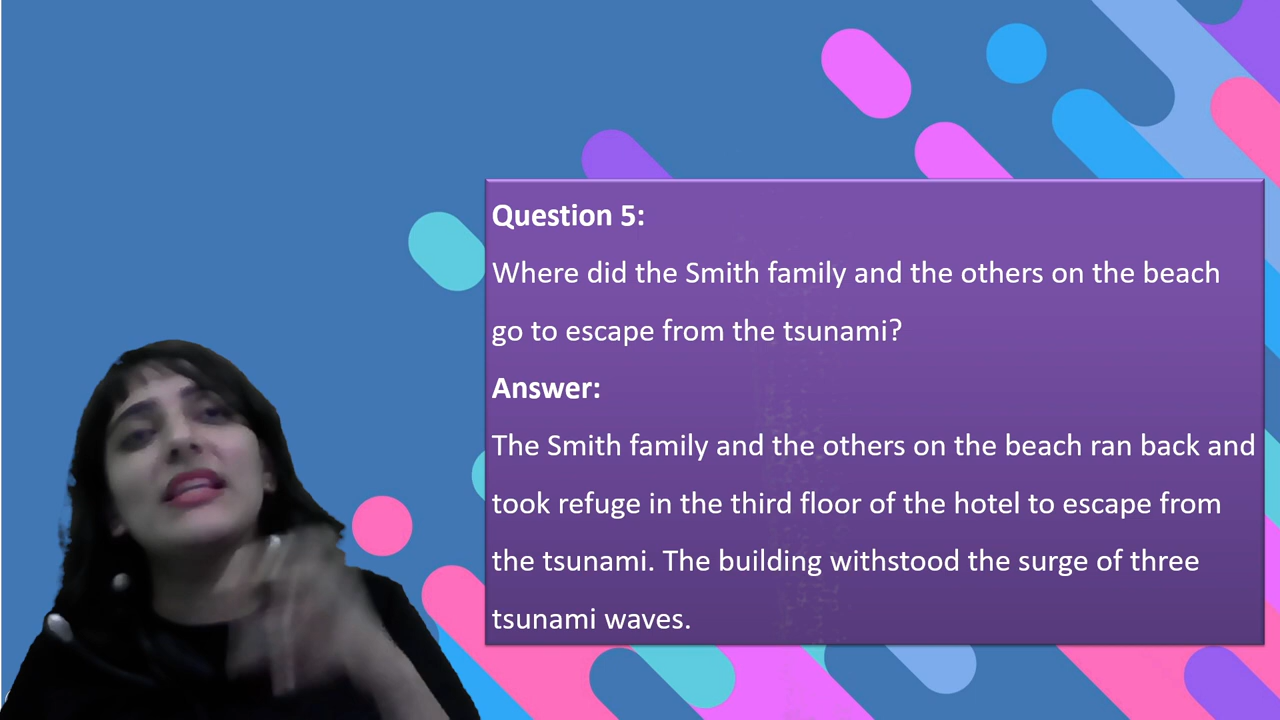 Question 5:
Where did the Smith family and the others on the beach
go to escape from the tsunami?
Answer:
The Smith family and the others on the beach ran back and
took refuge in the third floor of the hotel to escape from
the tsunami. The building withstood the surge of three
tsunami waves.